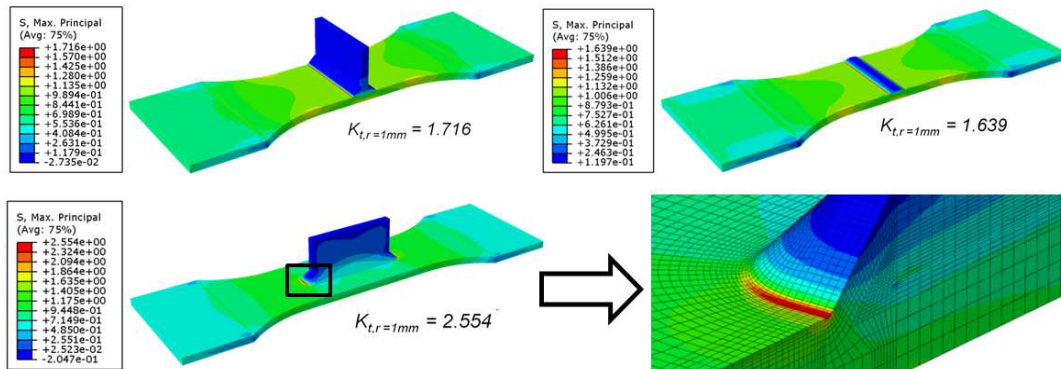 S, Max. Principal
(Avg: 75%)
+1.716e+00
+1.570e+00
+1.425e+00
+1.280e+00
+1.135e+00
+9.894e-01
+8.441e-01
+6.989e-01
+5.536e-01
+4.084e-01
+2.631e-01
+1.179e-01
-2.735e-02
Kt,r=1mm = 1.716
S, Max. Principal
(Avg: 75%)
+1.639e+00
+1.512e+00
+1.386e+00
+1.259e+00
+1.132e+00
+1.006e+00
+8.793e-01
+7.527e-01
+6.261e-01
+4.995e-01
+3.729e-01
+2.463e-01
+1.197e-01
Kt,r=1mm = 1.639
S, Max. Principal
(Avg: 75%)
+2.554e+00
+2.324e+00
+2.094e+00
+1.864e+00
+1.635e+00
+1.405e+00
+1.175e+00
+9.448e-01
+7.149e-01
+4.850e-01
+2.551e-01
+2.523e-02
-2.047e-01
Kt,r=1mm = 2.554